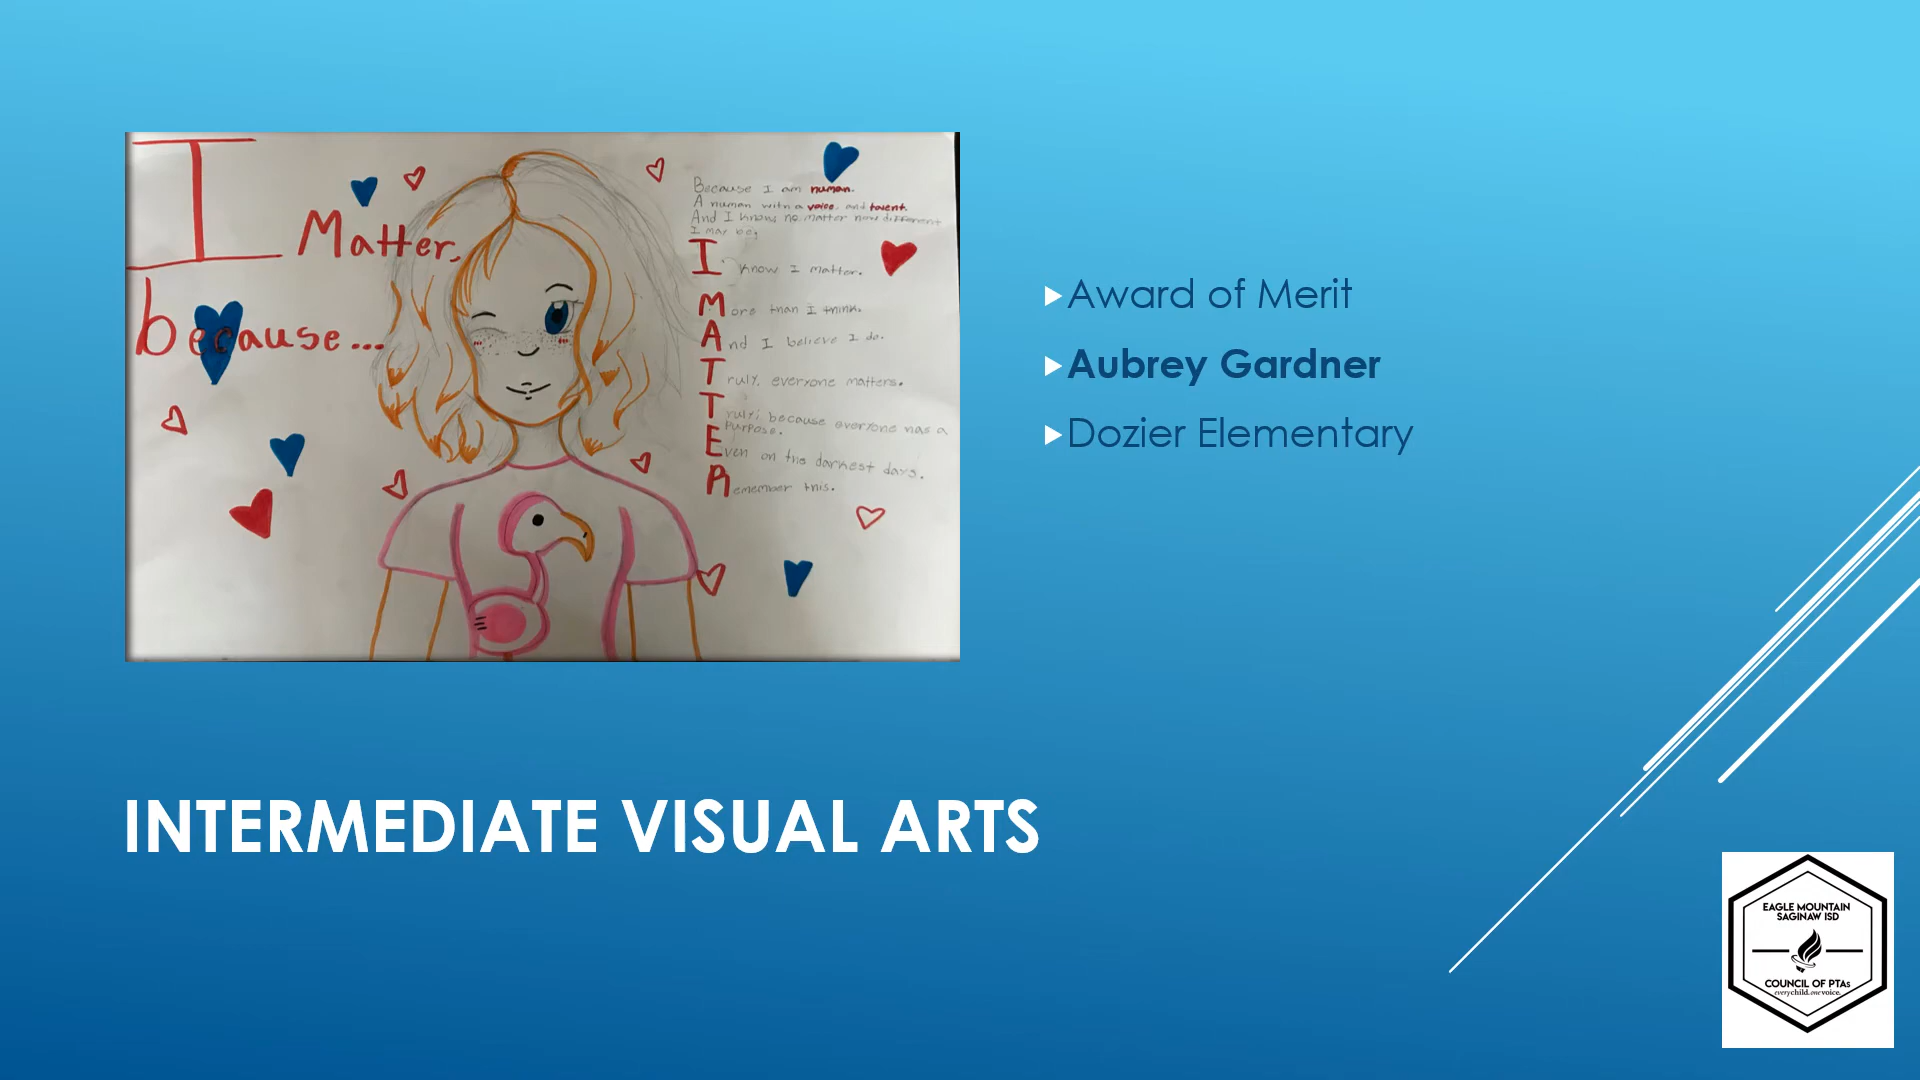 I
Matter,
because...
Because I am human.
A human with a voice, and talent.
And I know no matter how different
I may be,
I know I matter.
More than I think.
And I believe I do.
Truly, everyone matters.
Truly, because everyone has a
purpose.
Even on the darkest days.
Remember this.
Award of Merit
Aubrey Gardner
Dozier Elementary
INTERMEDIATE VISUAL ARTS
EAGLE MOUNTAIN
SAGINAW ISD
COUNCIL OF PTAs
everychild.onevoice.